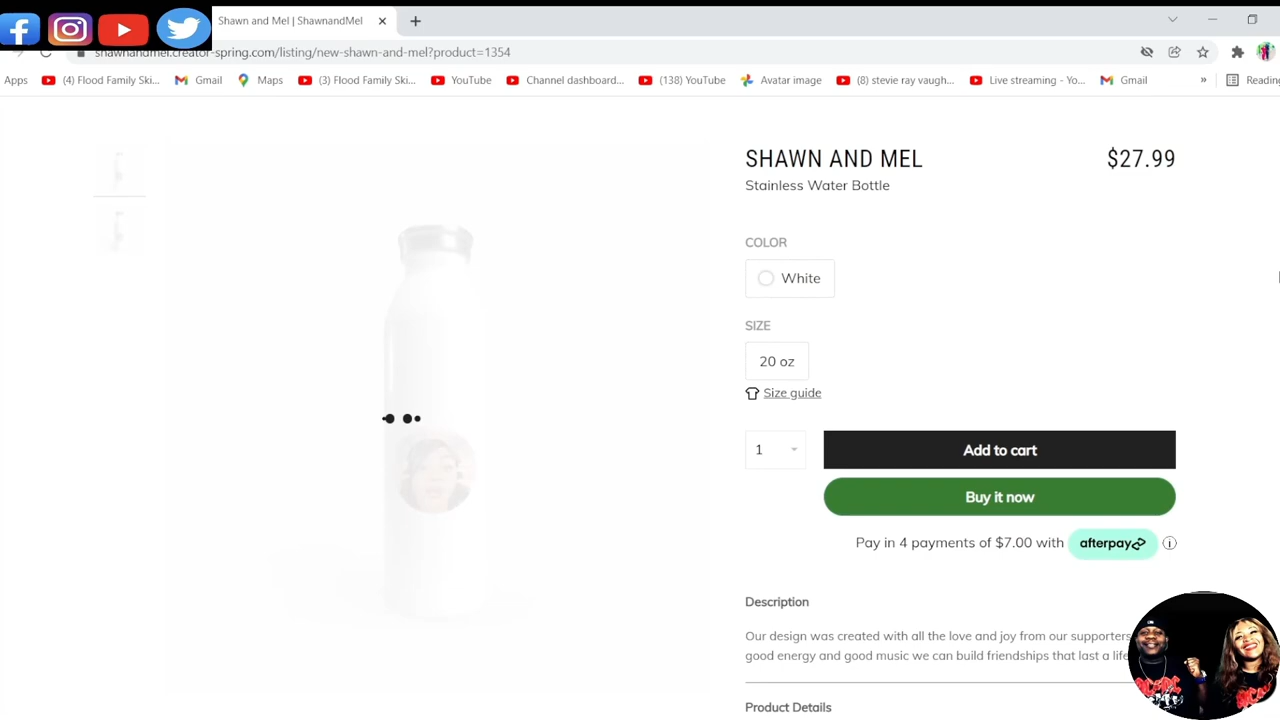 Shawn and Mel | ShawnandMel
shawnandmel.creator-spring.com/listing/new-shawn-and-mel?product=1354
Apps (4) Flood Family Ski... Gmail Maps (3) Flood Family Ski... YouTube Channel dashboard... (138) YouTube Avatar image (8) stevie ray vaugh... Live streaming - Yo... Gmail » Reading
SHAWN AND MEL $27.99
Stainless Water Bottle
COLOR
White
SIZE
20 oz
Size guide
1 Add to cart
Buy it now
Pay in 4 payments of $7.00 with afterpay
Description
Our design was created with all the love and joy from our supporters
good energy and good music we can build friendships that last a life
Product Details